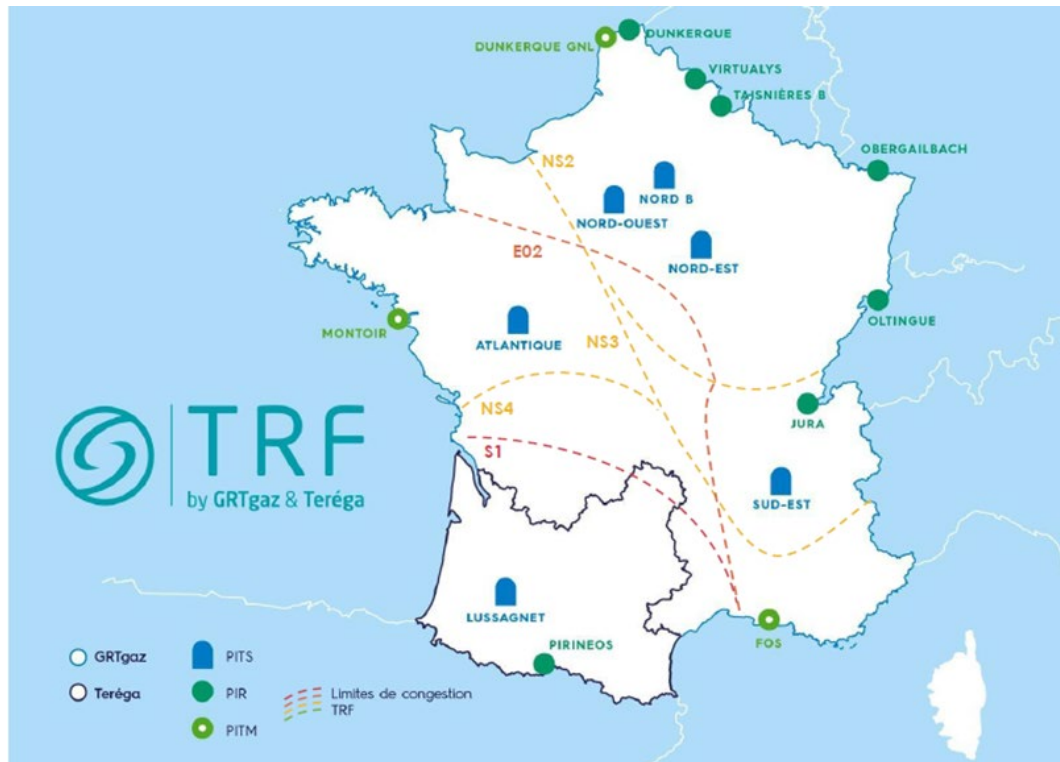 DUNKERQUE GNL
DUNKERQUE
VIRTUALYS
TAISNIÈRES B
OBERGAILBACH
NS2
NORD B
NORD-OUEST
E02
NORD-EST
OLTINGUE
MONTOIR
ATLANTIQUE
NS3
NS4
JURA
S1
TRF
by GRTgaz & Teréga
SUD-EST
LUSSAGNET
FOS
PIRINEOS
GRTgaz
PITS
Teréga
PIR
Limites de congestion
TRF
PITM